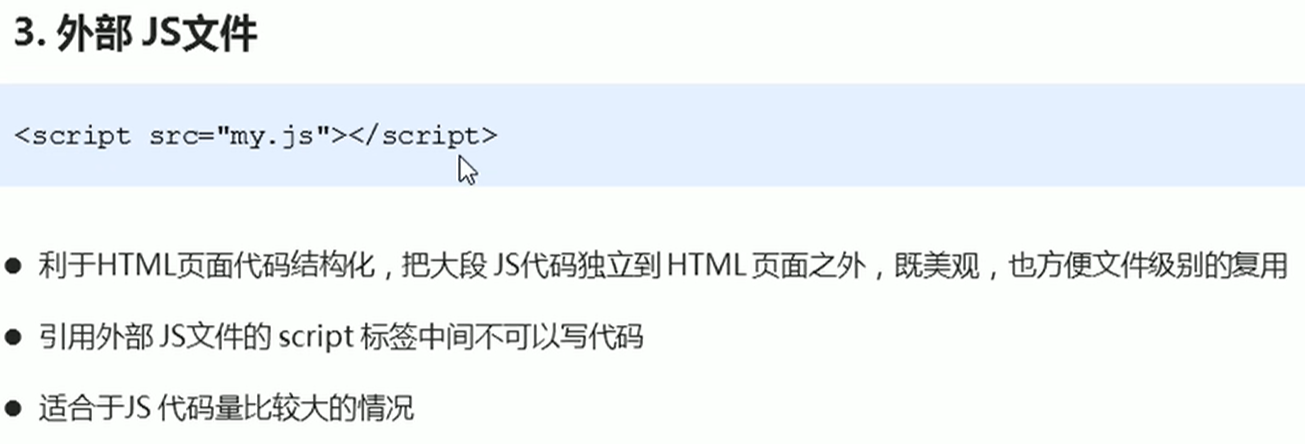 3. 外部 JS文件
<script src="my.js"></script>
● 利于HTML页面代码结构化，把大段 JS代码独立到 HTML 页面之外，既美观，也方便文件级别的复用
● 引用外部 JS文件的 script 标签中间不可以写代码
● 适合于JS 代码量比较大的情况